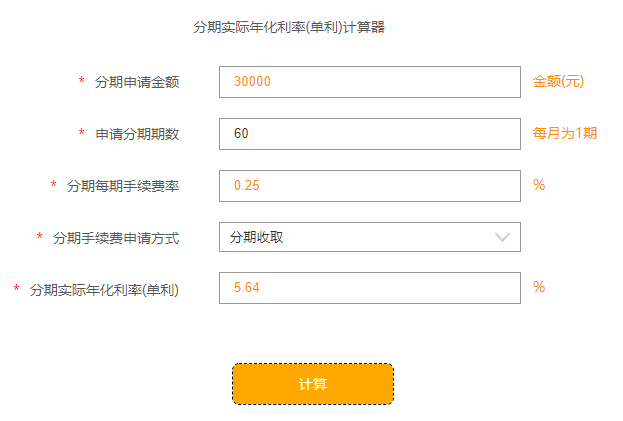 分期实际年化利率(单利)计算器
* 分期申请金额 30000 金额(元)
* 申请分期期数 60 每月为1期
* 分期每期手续费率 0.25 %
* 分期手续费申请方式 分期收取
* 分期实际年化利率(单利) 5.64 %
计算